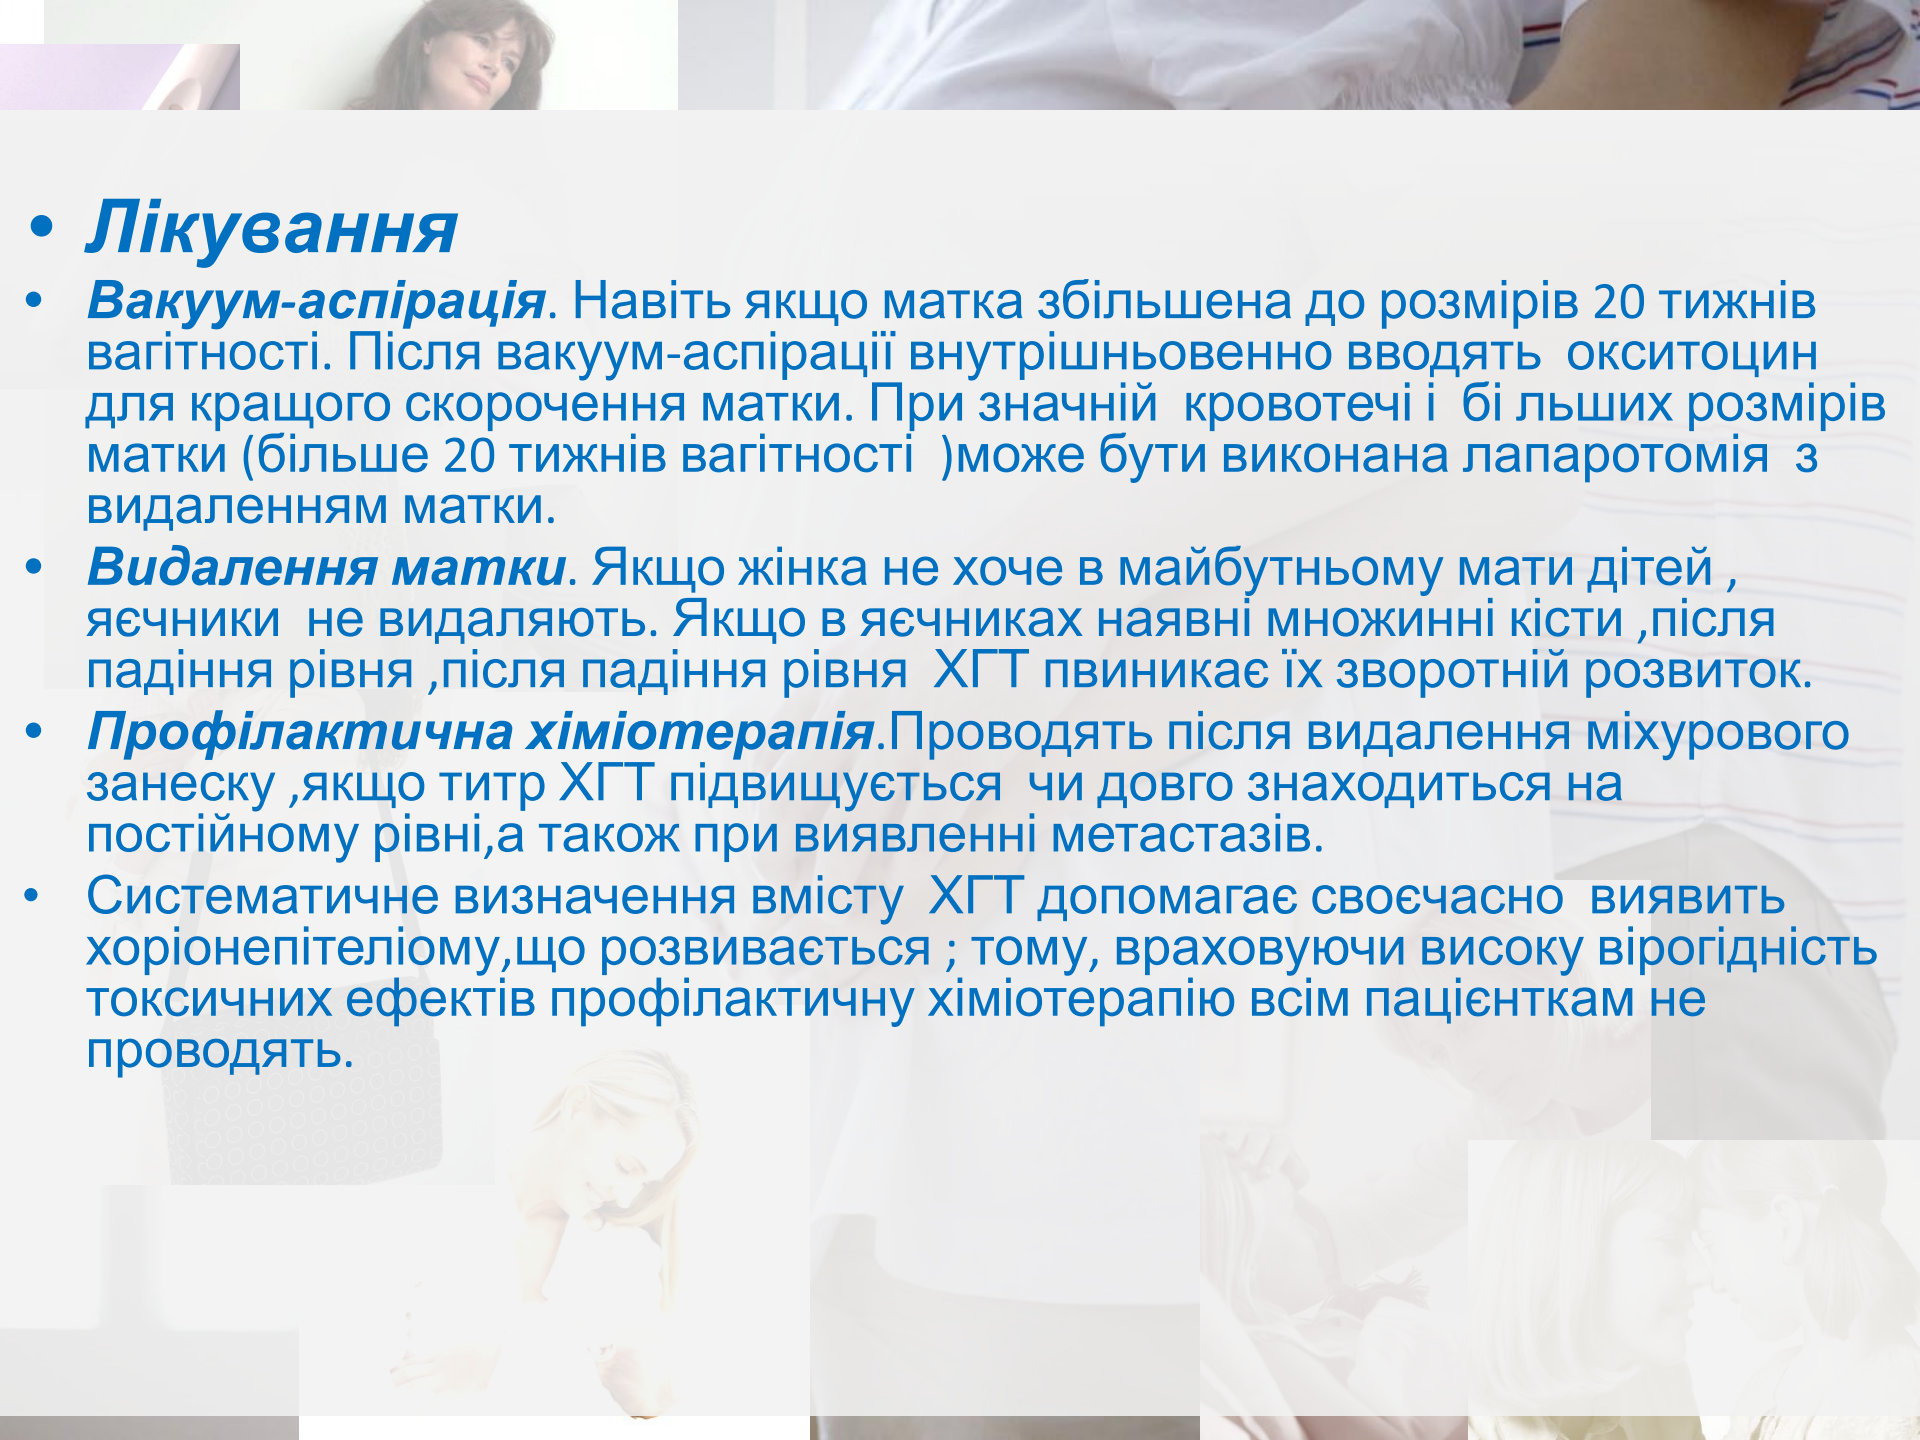 • Лікування
• Вакуум-аспірація. Навіть якщо матка збільшена до розмірів 20 тижнів
вагітності. Після вакуум-аспірації внутрішньовенно вводять  окситоцин
для кращого скорочення матки. При значній  кровотечі і  бі льших розмірів
матки (більше 20 тижнів вагітності  )може бути виконана лапаротомія  з
видаленням матки.
• Видалення матки. Якщо жінка не хоче в майбутньому мати дітей ,
яєчники  не видаляють. Якщо в яєчниках наявні множинні кісти ,після
падіння рівня ,після падіння рівня  ХГТ пвиникає їх зворотній розвиток.
• Профілактична хіміотерапія.Проводять після видалення міхурового
занеску ,якщо титр ХГТ підвищується  чи довго знаходиться на
постійному рівні,а також при виявленні метастазів.
• Систематичне визначення вмісту  ХГТ допомагає своєчасно  виявить
хоріонепітеліому,що розвивається ; тому, враховуючи високу вірогідність
токсичних ефектів профілактичну хіміотерапію всім пацієнткам не
проводять.